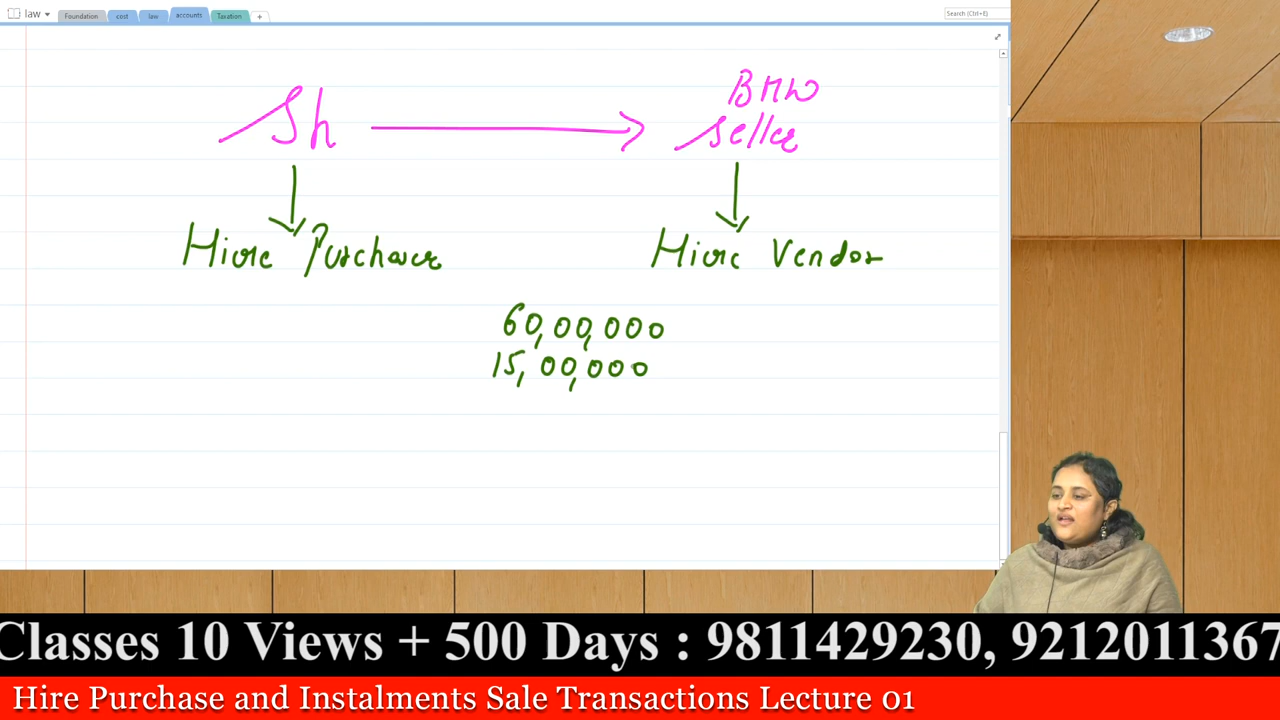 law
Foundation
cost
law
accounts
Taxation
Search (Ctrl+E)
Sh
BMW
Seller
Hire Purchaser
Hire Vendor
60,00,000
15,00,000
Classes 10 Views + 500 Days : 9811429230, 9212011367
Hire Purchase and Instalments Sale Transactions Lecture 01